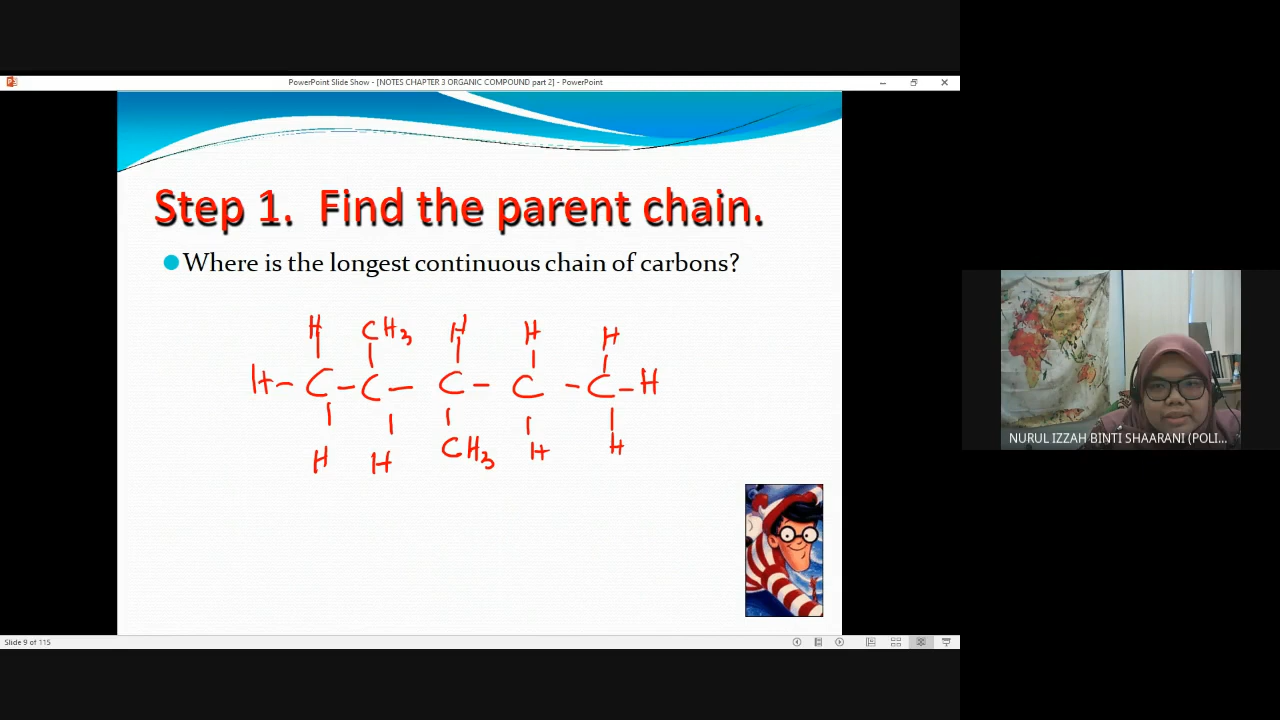 PowerPoint Slide Show - [NOTES CHAPTER 3 ORGANIC COMPOUND part 2] - PowerPoint
Step 1. Find the parent chain.
Where is the longest continuous chain of carbons?
H CH3 H H H
H-C-C-C-C-C-H
H H CH3 H H
NURUL IZZAH BINTI SHAARANI (POLI...
Slide 9 of 115